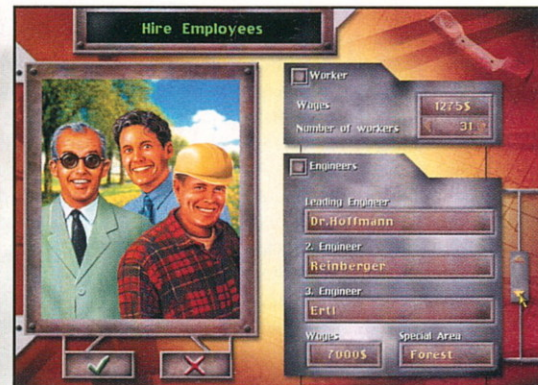 Hire Employees
Worker
Wages 1275$
Number of workers 31
Engineers
Leading Engineer
Dr.Hoffmann
2. Engineer
Reinberger
3. Engineer
Ertl
Wages Special Area
7000$ Forest